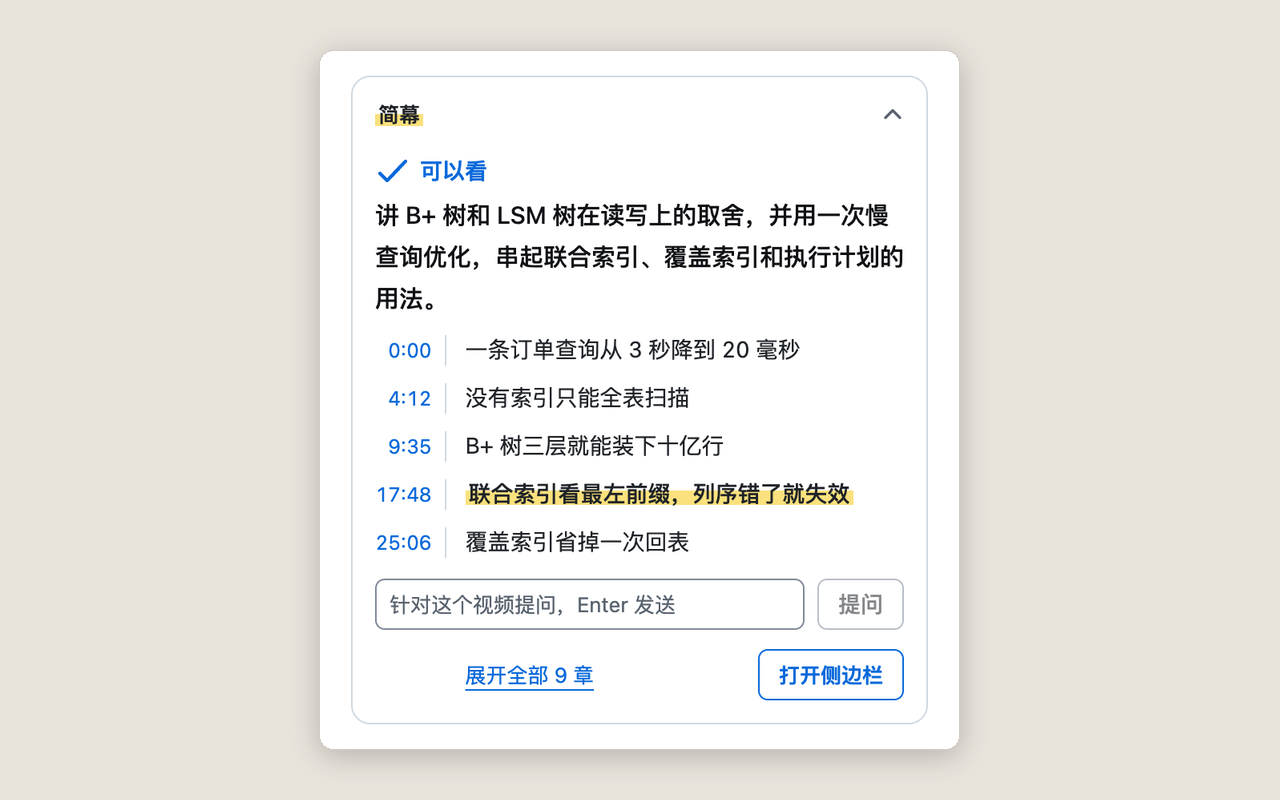 简幕
可以看
讲 B+ 树和 LSM 树在读写上的取舍，并用一次慢
查询优化，串起联合索引、覆盖索引和执行计划的
用法。
0:00 一条订单查询从 3 秒降到 20 毫秒
4:12 没有索引只能全表扫描
9:35 B+ 树三层就能装下十亿行
17:48 联合索引看最左前缀，列序错了就失效
25:06 覆盖索引省掉一次回表
针对这个视频提问，Enter 发送 提问
展开全部 9 章 打开侧边栏